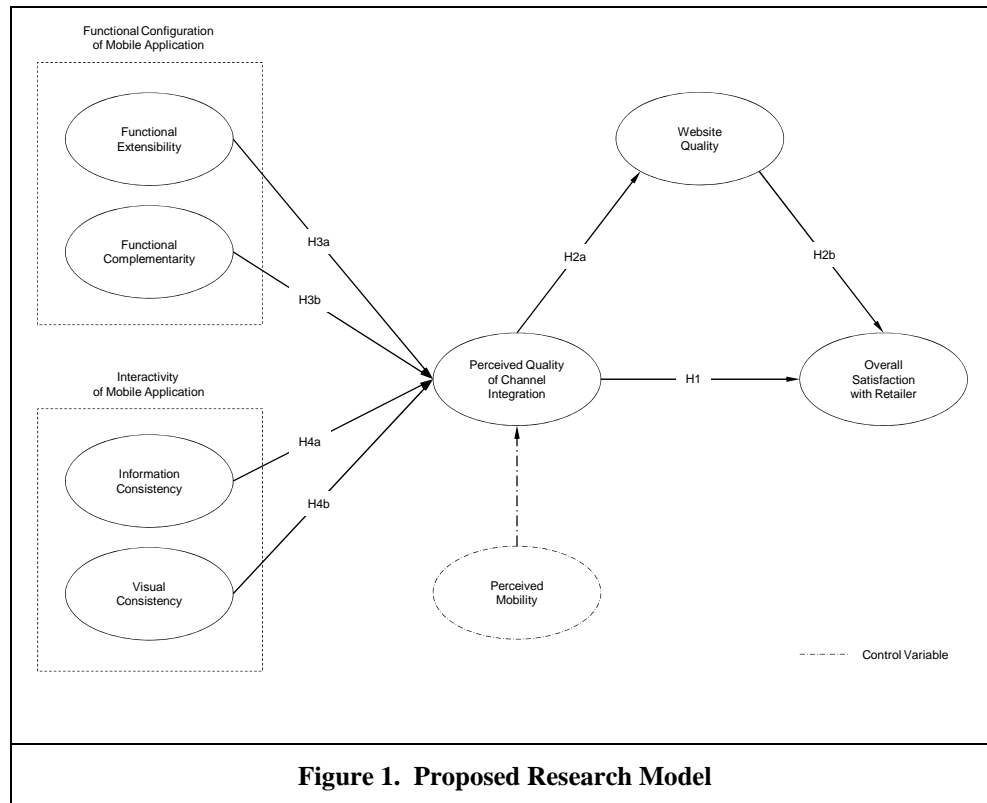 Functional Configuration
of Mobile Application
Functional
Extensibility
Functional
Complementarity
H3a
H3b
Interactivity
of Mobile Application
Information
Consistency
Visual
Consistency
H4a
H4b
Website
Quality
H2a
H2b
Perceived Quality
of Channel
Integration
H1
Overall
Satisfaction
with Retailer
Perceived
Mobility
Control Variable
Figure 1. Proposed Research Model